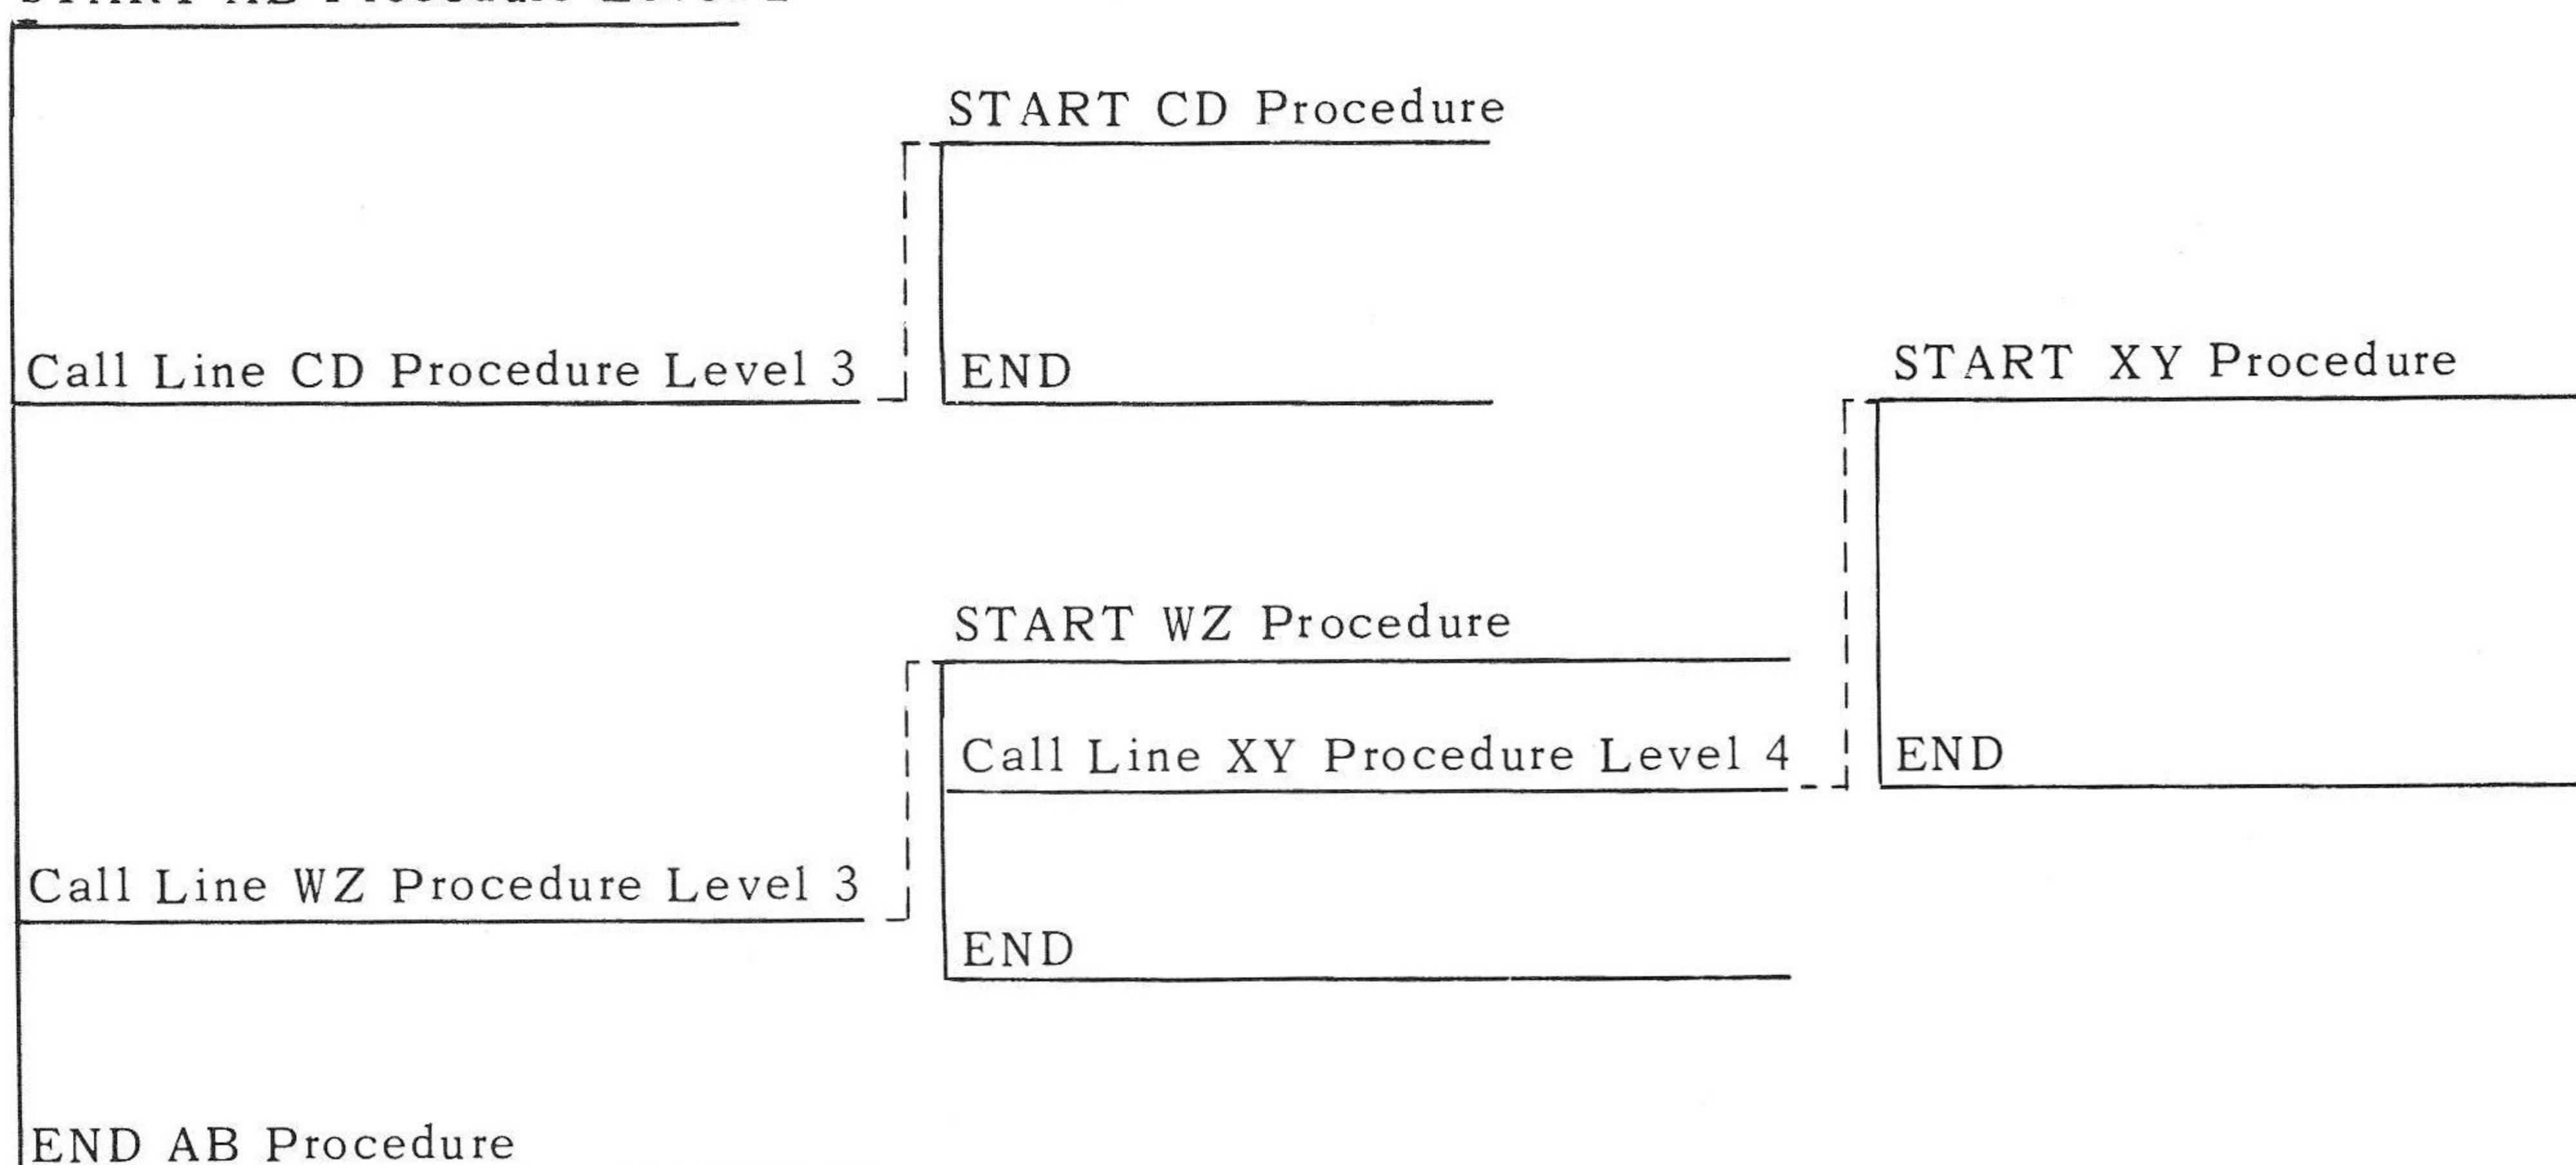 START CD Procedure
Call Line CD Procedure Level 3
END
START XY Procedure
START WZ Procedure
Call Line XY Procedure Level 4
END
Call Line WZ Procedure Level 3
END
END AB Procedure